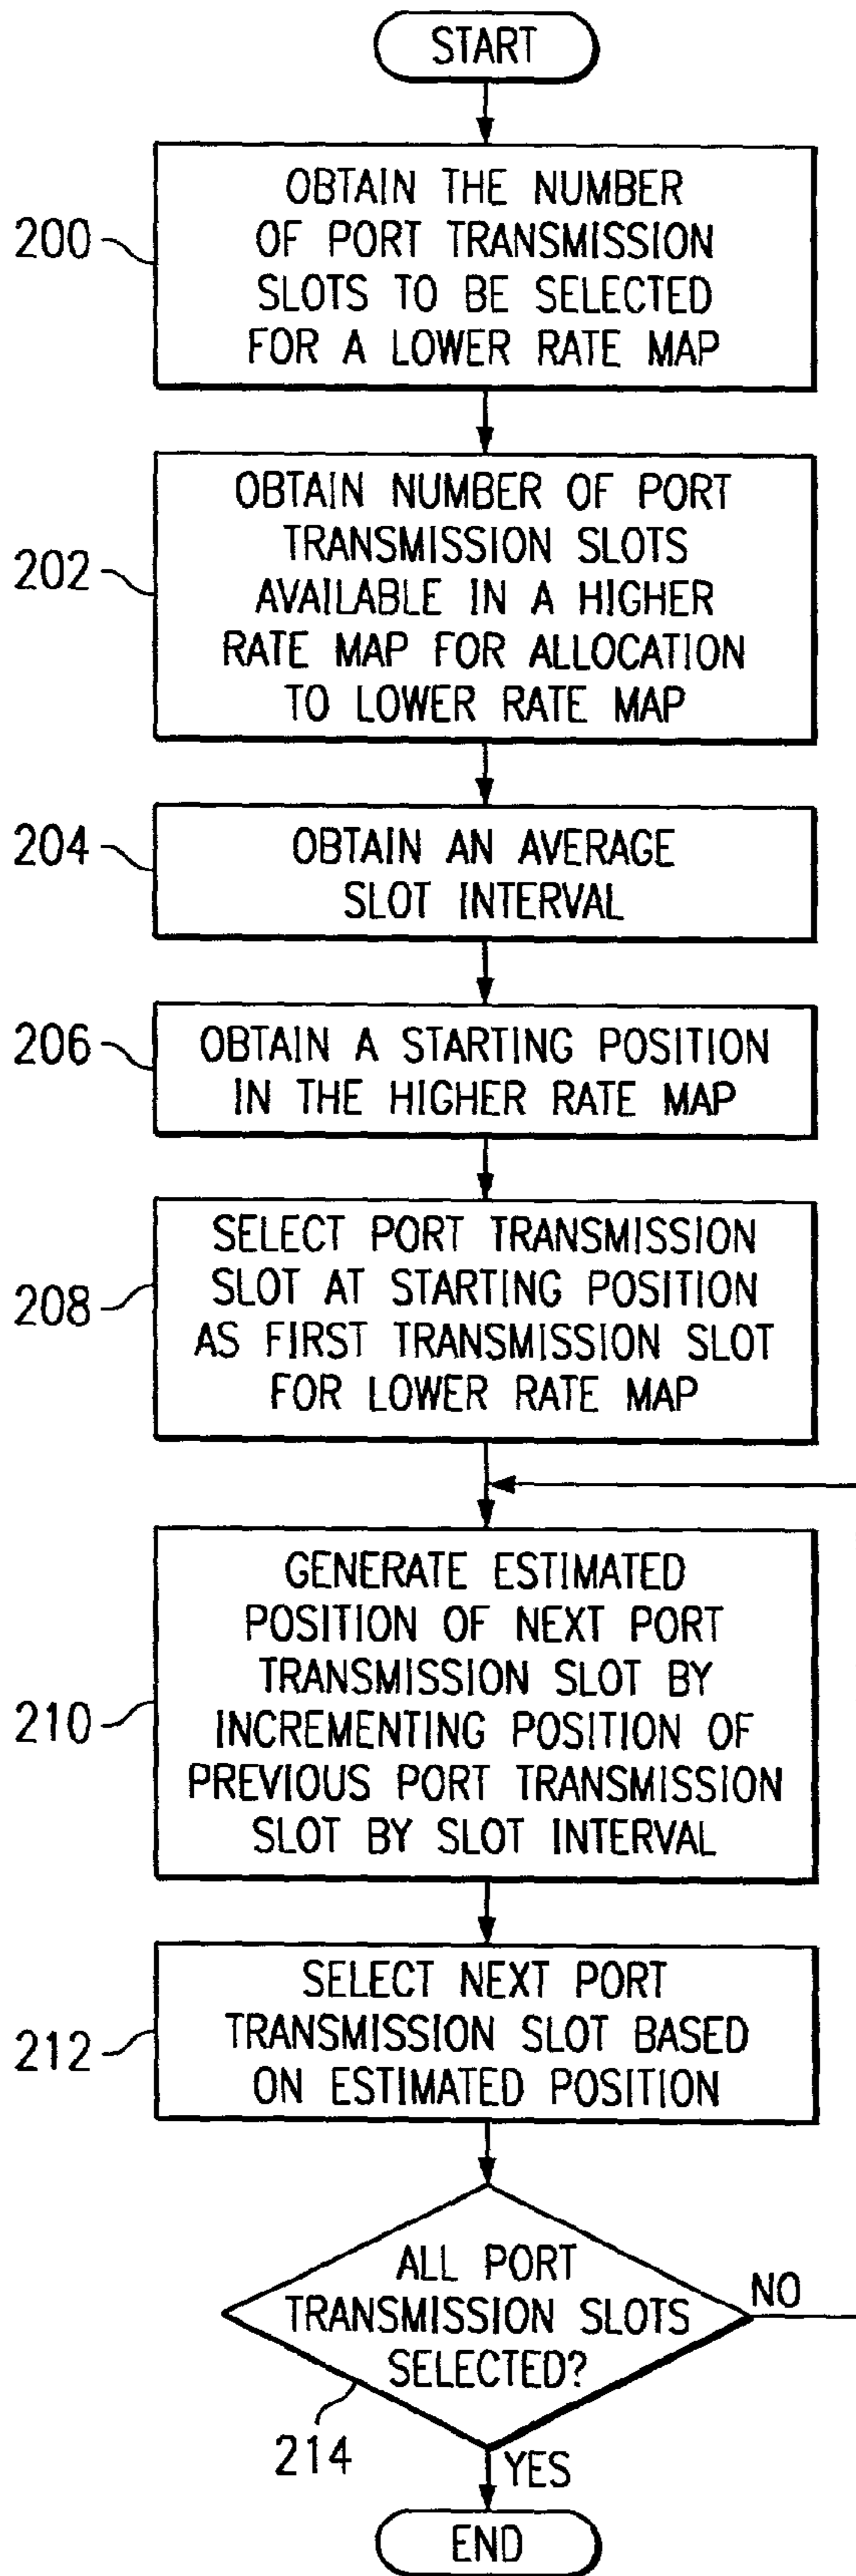 START
200
OBTAIN THE NUMBER
OF PORT TRANSMISSION
SLOTS TO BE SELECTED
FOR A LOWER RATE MAP
202
OBTAIN NUMBER OF PORT
TRANSMISSION SLOTS
AVAILABLE IN A HIGHER
RATE MAP FOR ALLOCATION
TO LOWER RATE MAP
204
OBTAIN AN AVERAGE
SLOT INTERVAL
206
OBTAIN A STARTING POSITION
IN THE HIGHER RATE MAP
208
SELECT PORT TRANSMISSION
SLOT AT STARTING POSITION
AS FIRST TRANSMISSION SLOT
FOR LOWER RATE MAP
210
GENERATE ESTIMATED
POSITION OF NEXT PORT
TRANSMISSION SLOT BY
INCREMENTING POSITION OF
PREVIOUS PORT TRANSMISSION
SLOT BY SLOT INTERVAL
212
SELECT NEXT PORT
TRANSMISSION SLOT BASED
ON ESTIMATED POSITION
ALL PORT
TRANSMISSION SLOTS
SELECTED?
NO
214
YES
END